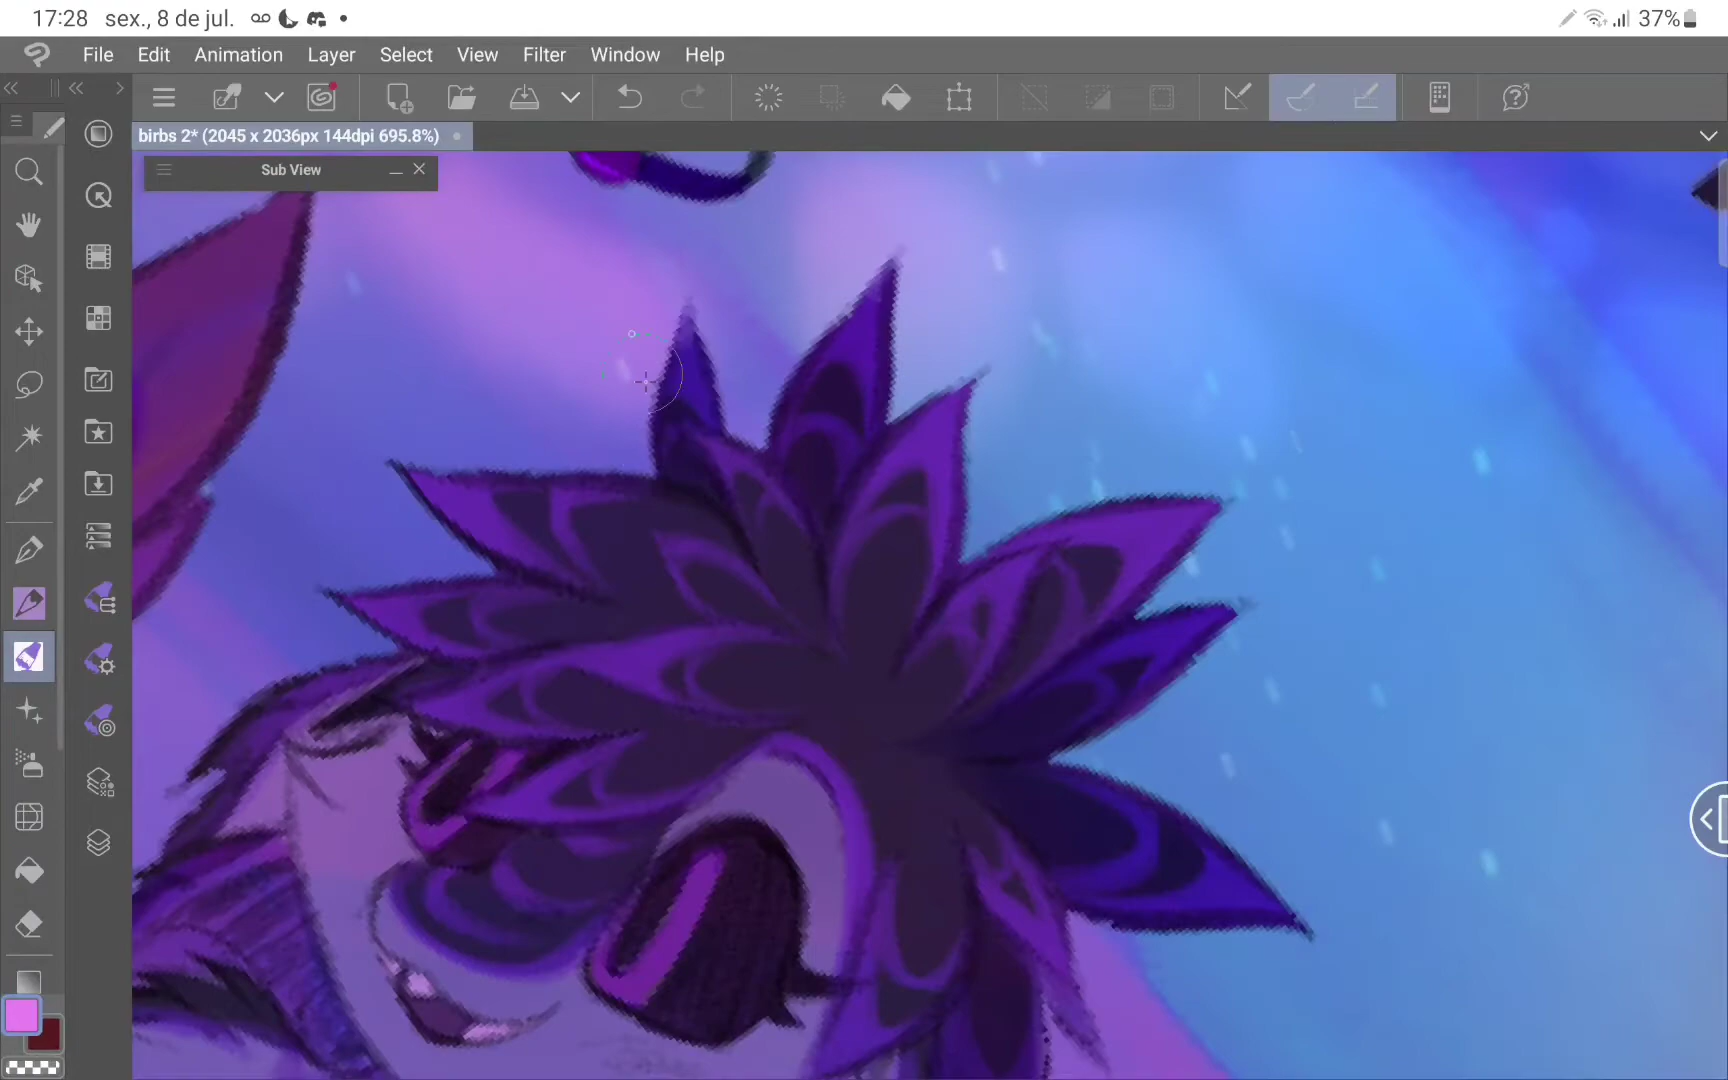 17:28 sex., 8 de jul. 37%
File Edit Animation Layer Select View Filter Window Help
birbs 2* (2045 x 2036px 144dpi 695.8%)
Sub View